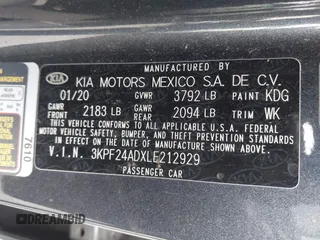 KIA KIA MOTORS MEXICO S.A. DE C.V.
01/20 GVWR 3792 LB PAINT KDG
GAWR FRONT 2183 LB GAWR REAR 2094 LB TRIM WK
THIS VEHICLE CONFORMS TO ALL APPLICABLE U.S. FEDERAL MOTOR VEHICLE
SAFETY, BUMPER, AND THEFT PREVENTION STANDARDS
IN EFFECT ON THE DATE OF MANUFACTURE SHOWN ABOVE.
V.I.N. 3KPF24ADXLE212929
PASSENGER CAR
7610
DREAMBID